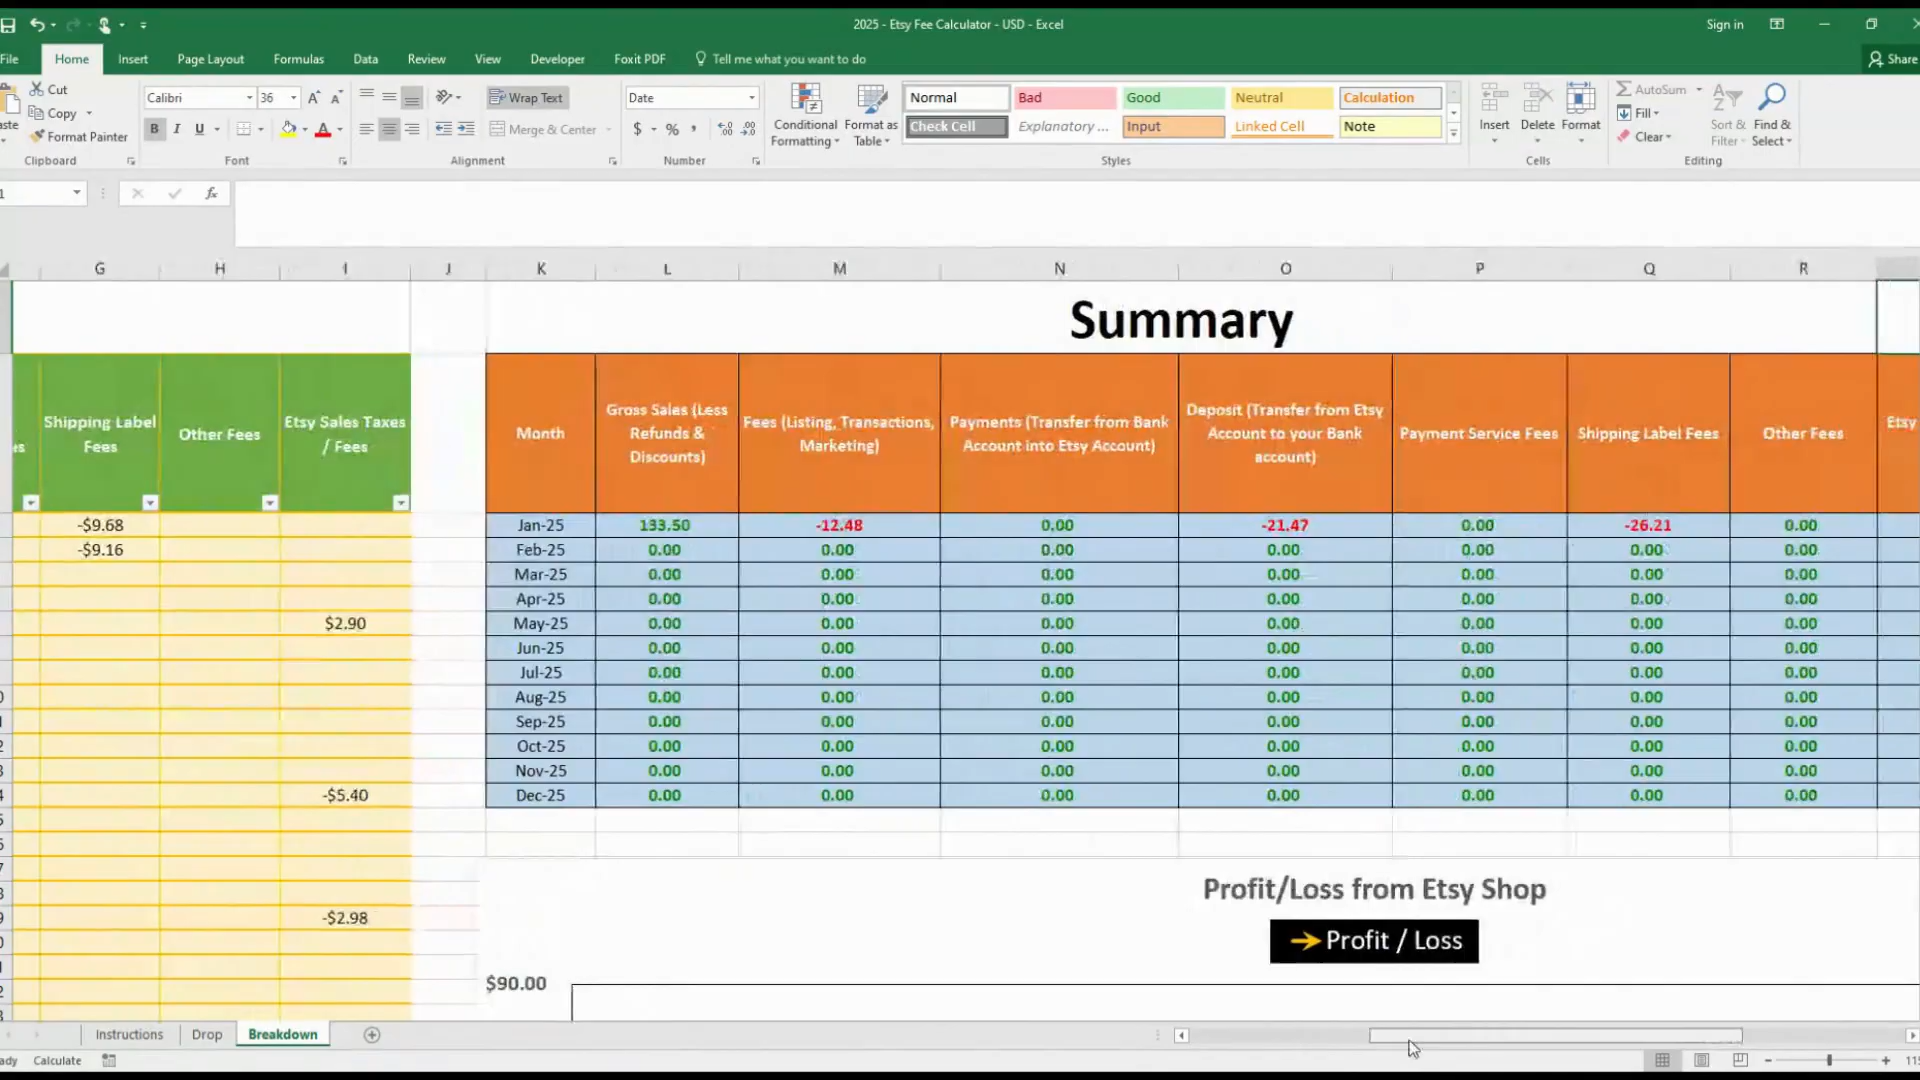 2025 - Etsy Fee Calculator - USD - Excel
Sign in
File Home Insert Page Layout Formulas Data Review View Developer Foxit PDF Tell me what you want to do Share
Cut
Copy
Format Painter
Clipboard
Calibri 36
B I U A
Font
Wrap Text
Merge & Center
Alignment
Date
$ % ,
Number
Conditional Formatting
Format as Table
Normal Bad Good Neutral Calculation
Check Cell Explanatory ... Input Linked Cell Note
Styles
Insert Delete Format
Cells
AutoSum
Fill
Clear
Sort & Filter
Find & Select
Editing
fx
G H I J K L M N O P Q R
Summary
Shipping Label Fees
Other Fees
Etsy Sales Taxes / Fees
Month
Gross Sales (Less Refunds & Discounts)
Fees (Listing, Transactions, Marketing)
Payments (Transfer from Bank Account into Etsy Account)
Deposit (Transfer from Etsy Account to your Bank account)
Payment Service Fees
Shipping Label Fees
Other Fees
Etsy
-$9.68 Jan-25 133.50 -12.48 0.00 -21.47 0.00 -26.21 0.00
-$9.16 Feb-25 0.00 0.00 0.00 0.00 0.00 0.00 0.00
Mar-25 0.00 0.00 0.00 0.00 0.00 0.00 0.00
Apr-25 0.00 0.00 0.00 0.00 0.00 0.00 0.00
$2.90 May-25 0.00 0.00 0.00 0.00 0.00 0.00 0.00
Jun-25 0.00 0.00 0.00 0.00 0.00 0.00 0.00
Jul-25 0.00 0.00 0.00 0.00 0.00 0.00 0.00
Aug-25 0.00 0.00 0.00 0.00 0.00 0.00 0.00
Sep-25 0.00 0.00 0.00 0.00 0.00 0.00 0.00
Oct-25 0.00 0.00 0.00 0.00 0.00 0.00 0.00
Nov-25 0.00 0.00 0.00 0.00 0.00 0.00 0.00
-$5.40 Dec-25 0.00 0.00 0.00 0.00 0.00 0.00 0.00
-$2.98
Profit/Loss from Etsy Shop
Profit / Loss
$90.00
Instructions Drop Breakdown
Calculate